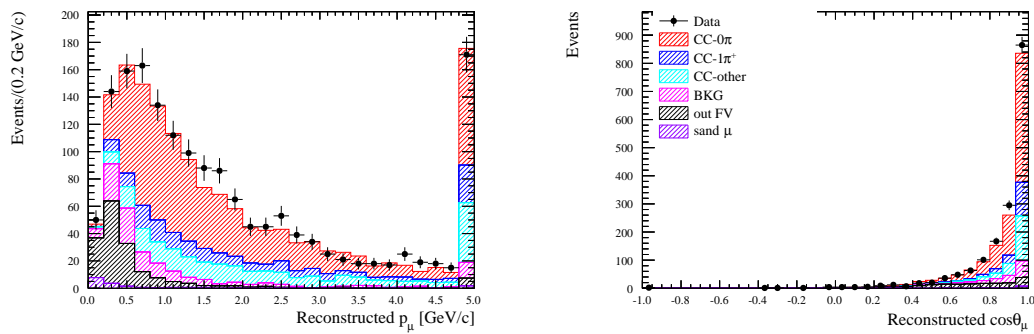 Events/(0.2 GeV/c)
200
180
160
140
120
100
80
60
40
20
0
0.0 0.5 1.0 1.5 2.0 2.5 3.0 3.5 4.0 4.5 5.0
Reconstructed pμ [GeV/c]
Events
900
800
700
600
500
400
300
200
100
0
Data
CC-0π
CC-1π⁺
CC-other
BKG
out FV
sand μ
-1.0 -0.8 -0.6 -0.4 -0.2 0.0 0.2 0.4 0.6 0.8 1.0
Reconstructed cosθμ